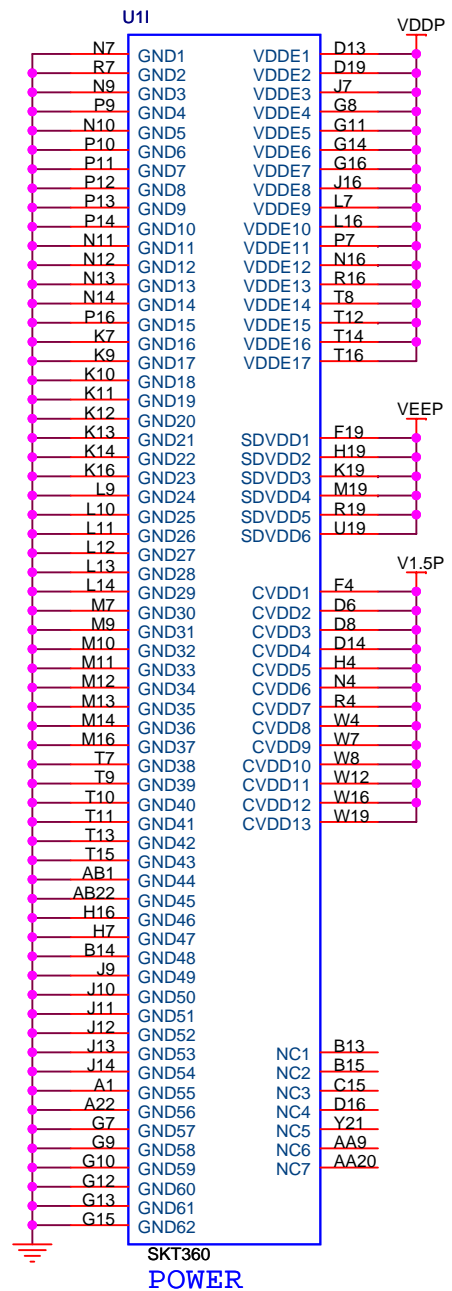 U1I
VDDP
N7 GND1 VDDE1 D13
R7 GND2 VDDE2 D19
N9 GND3 VDDE3 J7
P9 GND4 VDDE4 G8
N10 GND5 VDDE5 G11
P10 GND6 VDDE6 G14
P11 GND7 VDDE7 G16
P12 GND8 VDDE8 J16
P13 GND9 VDDE9 L7
P14 GND10 VDDE10 L16
N11 GND11 VDDE11 P7
N12 GND12 VDDE12 N16
N13 GND13 VDDE13 R16
N14 GND14 VDDE14 T8
P16 GND15 VDDE15 T12
K7 GND16 VDDE16 T14
K9 GND17 VDDE17 T16
K10 GND18
K11 GND19
VEEP
K12 GND20
K13 GND21 SDVDD1 F19
K14 GND22 SDVDD2 H19
K16 GND23 SDVDD3 K19
L9 GND24 SDVDD4 M19
L10 GND25 SDVDD5 R19
L11 GND26 SDVDD6 U19
L12 GND27
V1.5P
L13 GND28
L14 GND29 CVDD1 F4
M7 GND30 CVDD2 D6
M9 GND31 CVDD3 D8
M10 GND32 CVDD4 D14
M11 GND33 CVDD5 H4
M12 GND34 CVDD6 N4
M13 GND35 CVDD7 R4
M14 GND36 CVDD8 W4
M16 GND37 CVDD9 W7
T7 GND38 CVDD10 W8
T9 GND39 CVDD11 W12
T10 GND40 CVDD12 W16
T11 GND41 CVDD13 W19
T13 GND42
T15 GND43
AB1 GND44
AB22 GND45
H16 GND46
H7 GND47
B14 GND48
J9 GND49
J10 GND50
J11 GND51
J12 GND52
J13 GND53 NC1 B13
J14 GND54 NC2 B15
A1 GND55 NC3 C15
A22 GND56 NC4 D16
G7 GND57 NC5 Y21
G9 GND58 NC6 AA9
G10 GND59 NC7 AA20
G12 GND60
G13 GND61
G15 GND62
SKT360
POWER